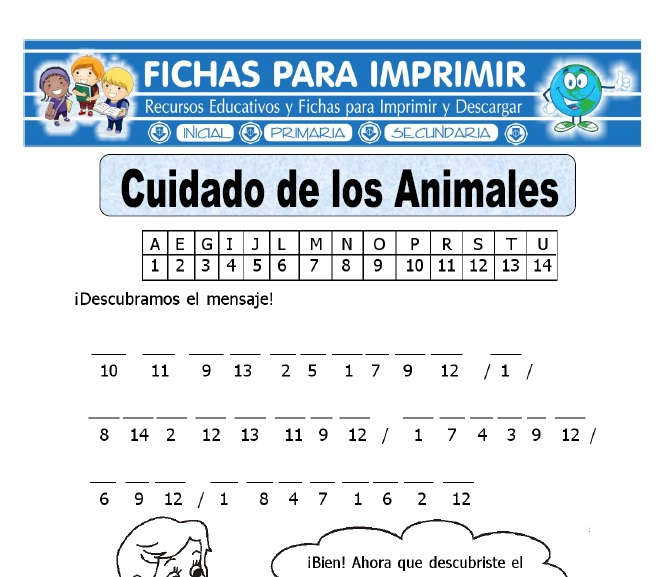 FICHAS PARA IMPRIMIR
Recursos Educativos y Fichas para Imprimir y Descargar
INICIAL PRIMARIA SECUNDARIA
Cuidado de los Animales
A E G I J L M N O P R S T U
1 2 3 4 5 6 7 8 9 10 11 12 13 14
¡Descubramos el mensaje!
10 11 9 13 2 5 1 7 9 12 / 1 /
8 14 2 12 13 11 9 12 / 1 7 4 3 9 12 /
6 9 12 / 1 8 4 7 1 6 2 12
¡Bien! Ahora que descubriste el